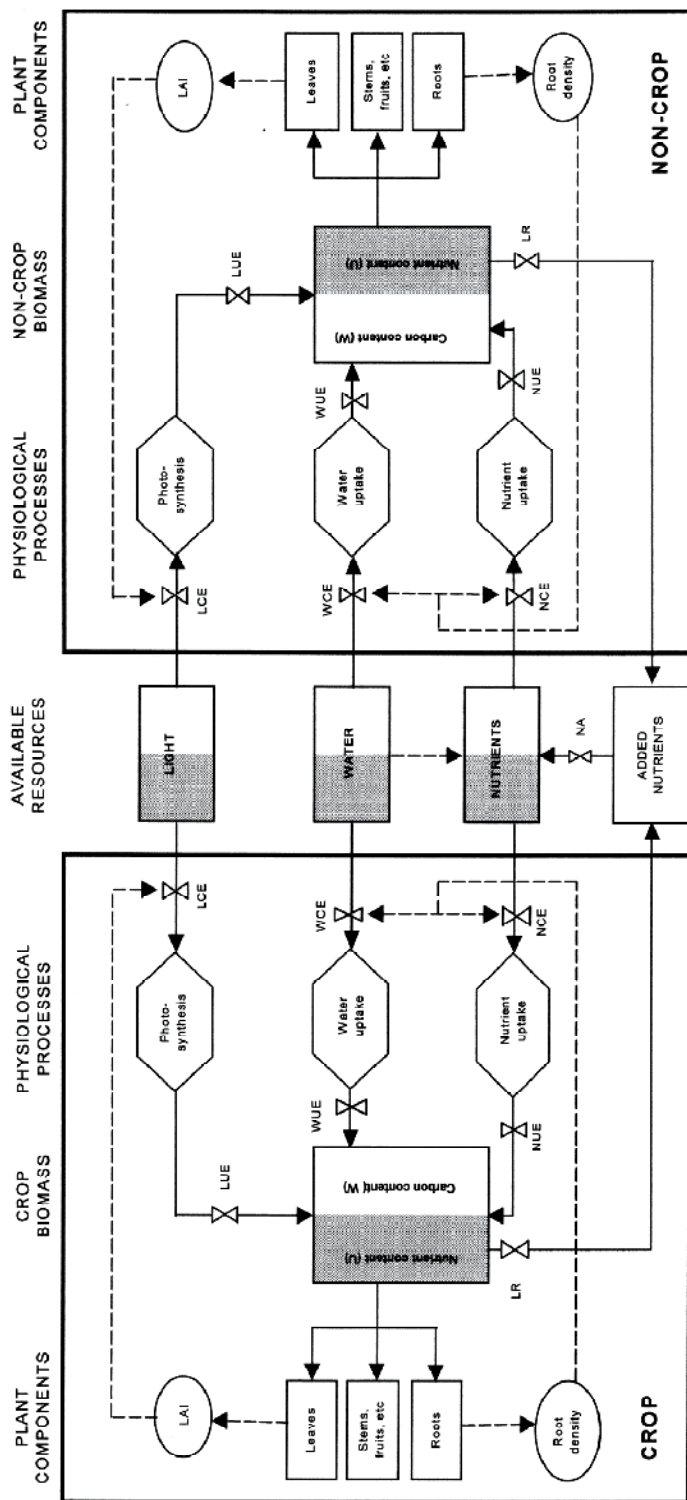 PLANT
COMPONENTS
CROP
BIOMASS
PHYSIOLOGICAL
PROCESSES
AVAILABLE
RESOURCES
PHYSIOLOGICAL
PROCESSES
NON-CROP
BIOMASS
PLANT
COMPONENTS
LAI
Leaves
Stems,
fruits, etc
Roots
Root
density
CROP
LUE
Nutrient content (U)
Carbon content(W)
LR
WUE
NUE
Photo-
synthesis
Water
uptake
Nutrient
uptake
LCE
WCE
NCE
LIGHT
WATER
NUTRIENTS
NA
ADDED
NUTRIENTS
LCE
WCE
NCE
Photo-
synthesis
Water
uptake
Nutrient
uptake
LUE
WUE
NUE
Carbon content (W)
Nutrient content (U)
LR
LAI
Leaves
Stems,
fruits, etc
Roots
Root
density
NON-CROP